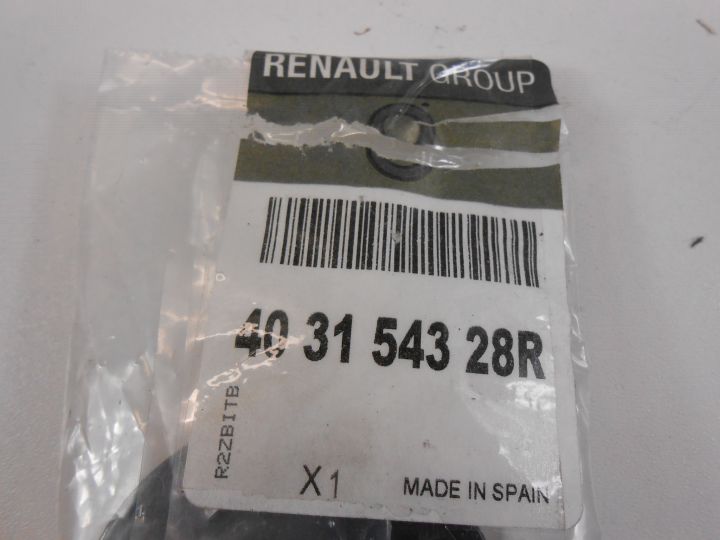 RENAULT GROUP
40 31 543 28R
R2ZBITB
X1
MADE IN SPAIN